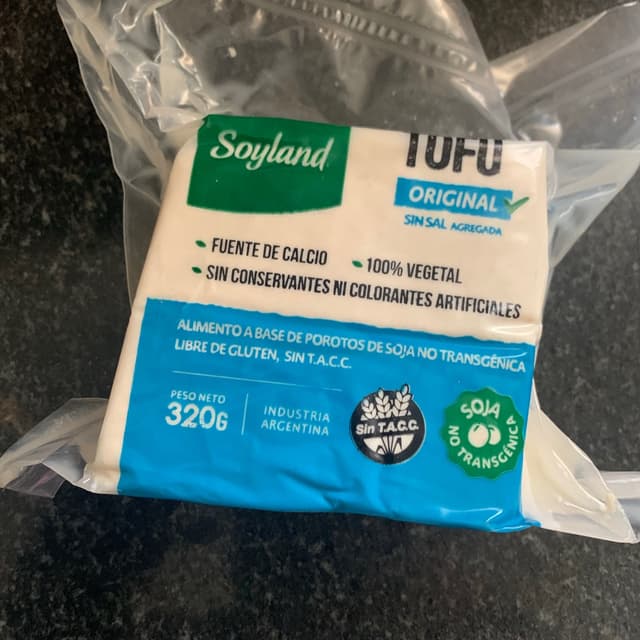 Soyland
TOFU
ORIGINAL
SIN SAL AGREGADA
FUENTE DE CALCIO
100% VEGETAL
SIN CONSERVANTES NI COLORANTES ARTIFICIALES
ALIMENTO A BASE DE POROTOS DE SOJA NO TRANSGÉNICA
LIBRE DE GLUTEN, SIN T.A.C.C.
PESO NETO
320G
INDUSTRIA
ARGENTINA
Sin T.A.C.C.
SOJA
NO TRANSGÉNICA